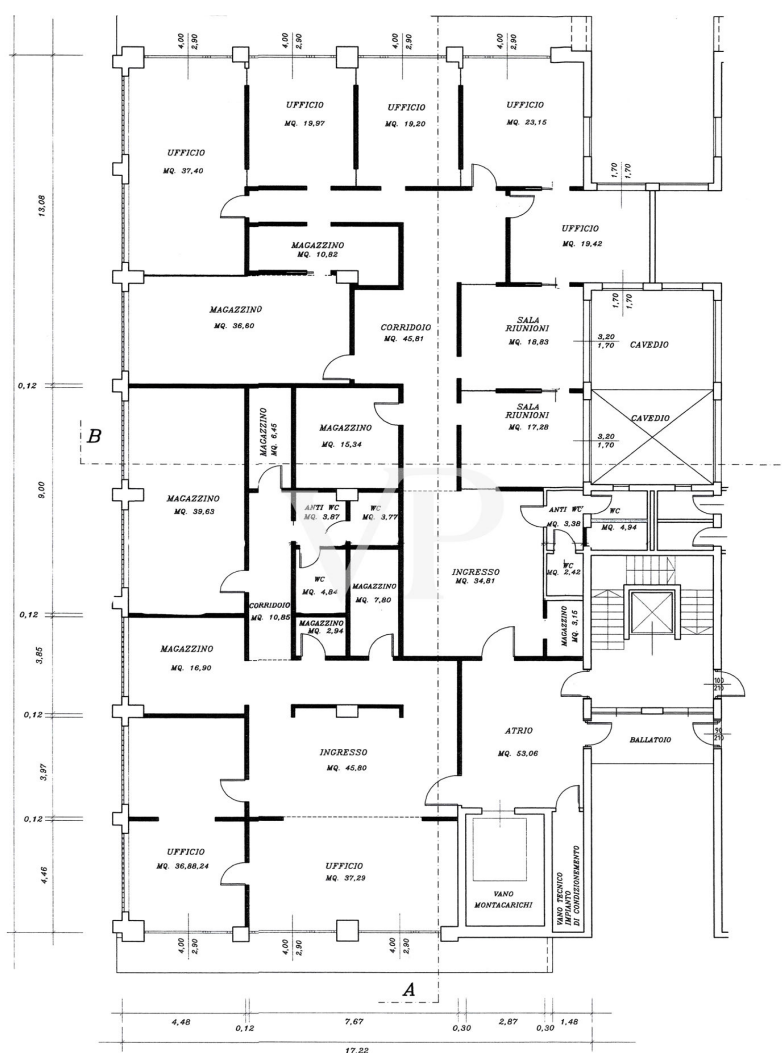 4,00
2,90
4,00
2,90
4,00
2,90
4,00
2,90
UFFICIO
MQ. 37,40
UFFICIO
MQ. 19,97
UFFICIO
MQ. 19,20
UFFICIO
MQ. 23,15
1,70
1,70
UFFICIO
MQ. 19,42
13,08
MAGAZZINO
MQ. 10,82
1,70
1,70
MAGAZZINO
MQ. 36,60
CORRIDOIO
MQ. 45,81
SALA
RIUNIONI
MQ. 18,83
3,20
1,70
CAVEDIO
0,12
B
MAGAZZINO
MQ. 6,45
MAGAZZINO
MQ. 15,34
SALA
RIUNIONI
MQ. 17,28
3,20
1,70
CAVEDIO
9,00
MAGAZZINO
MQ. 39,63
ANTI WC
MQ. 3,87
WC
MQ. 3,77
ANTI WC
MQ. 3,38
WC
MQ. 4,94
VP
WC
MQ. 4,84
MAGAZZINO
MQ. 7,80
INGRESSO
MQ. 34,81
WC
MQ. 2,42
CORRIDOIO
MQ. 10,85
MAGAZZINO
MQ. 2,94
MAGAZZINO
MQ. 3,15
0,12
3,85
MAGAZZINO
MQ. 16,90
100
210
0,12
ATRIO
MQ. 53,06
90
210
BALLATOIO
3,97
INGRESSO
MQ. 45,80
0,12
UFFICIO
MQ. 36,88,24
UFFICIO
MQ. 37,29
4,46
VANO
MONTACARICHI
VANO TECNICO
IMPIANTO
DI CONDIZIONEMENTO
4,00
2,90
4,00
2,90
4,00
2,90
A
4,48
0,12
7,67
0,30
2,87
0,30
1,48
17,22